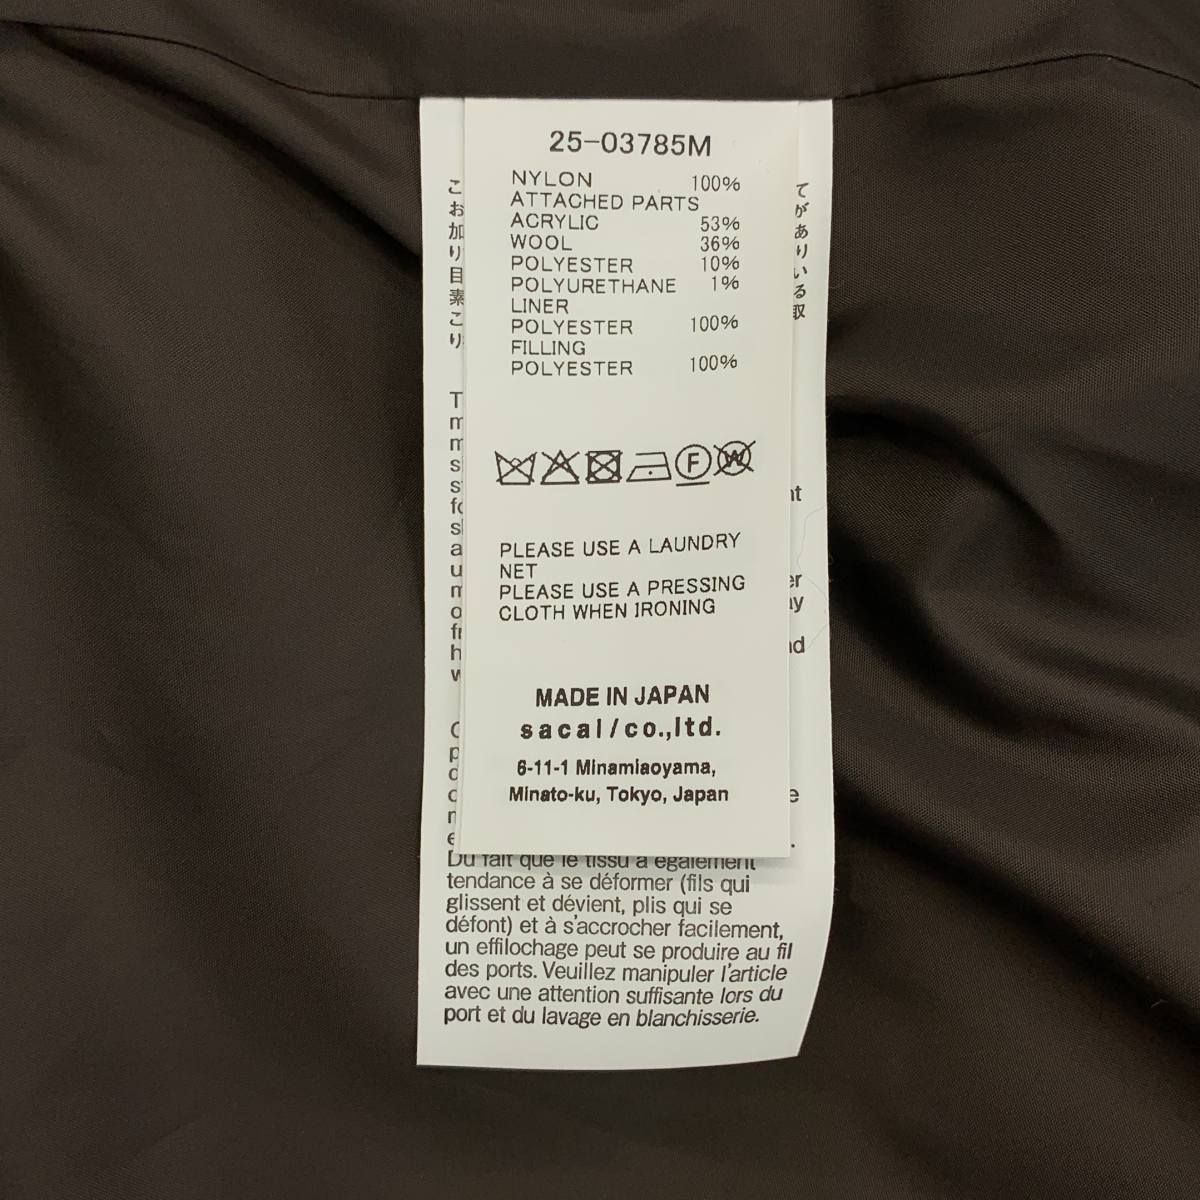 25-03785M
NYLON 100%
ATTACHED PARTS
ACRYLIC 53%
WOOL 36%
POLYESTER 10%
POLYURETHANE 1%
LINER
POLYESTER 100%
FILLING
POLYESTER 100%
F
W
PLEASE USE A LAUNDRY
NET
PLEASE USE A PRESSING
CLOTH WHEN IRONING
MADE IN JAPAN
sacai/co.,ltd.
6-11-1 Minamiaoyama,
Minato-ku, Tokyo, Japan
Du fait que le tissu a également
tendance à se déformer (fils qui
glissent et dévient, plis qui se
défont) et à s'accrocher facilement,
un effilochage peut se produire au fil
des ports. Veuillez manipuler l'article
avec une attention suffisante lors du
port et du lavage en blanchisserie.